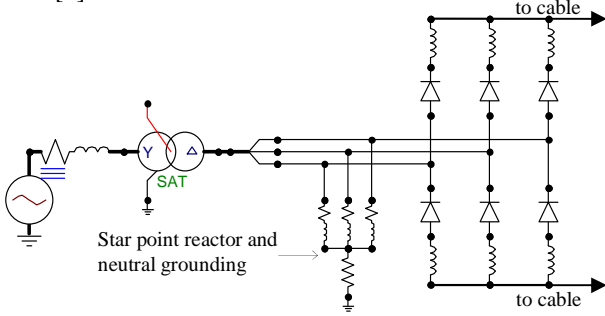 to cable
Y
Δ
SAT
Star point reactor and
neutral grounding
to cable